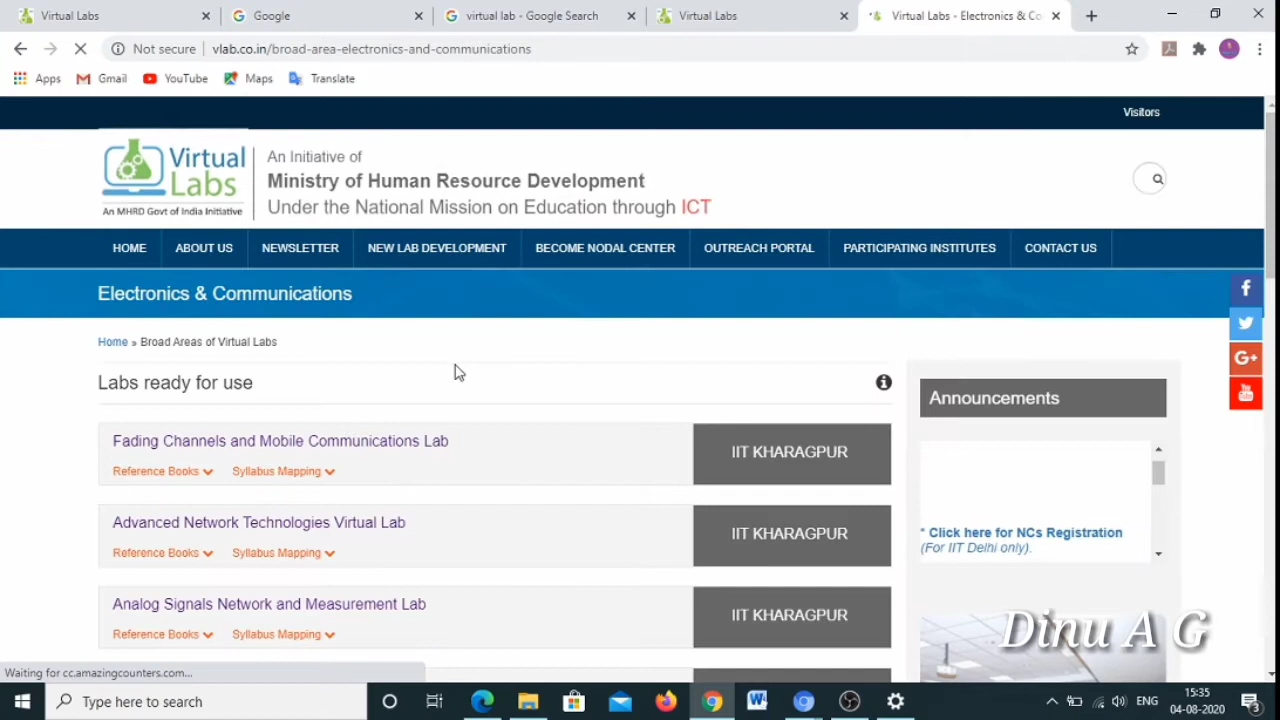 Virtual Labs
Google
virtual lab - Google Search
Virtual Labs
Virtual Labs - Electronics & Co
Not secure
vlab.co.in/broad-area-electronics-and-communications
Apps
Gmail
YouTube
Maps
Translate
Visitors
Virtual
Labs
An MHRD Govt of India Initiative
An Initiative of
Ministry of Human Resource Development
Under the National Mission on Education through ICT
HOME
ABOUT US
NEWSLETTER
NEW LAB DEVELOPMENT
BECOME NODAL CENTER
OUTREACH PORTAL
PARTICIPATING INSTITUTES
CONTACT US
Electronics & Communications
Home » Broad Areas of Virtual Labs
Labs ready for use
Fading Channels and Mobile Communications Lab
Reference Books
Syllabus Mapping
IIT KHARAGPUR
Advanced Network Technologies Virtual Lab
Reference Books
Syllabus Mapping
IIT KHARAGPUR
Analog Signals Network and Measurement Lab
Reference Books
Syllabus Mapping
IIT KHARAGPUR
Announcements
* Click here for NCs Registration
(For IIT Delhi only).
Dinu A G
Waiting for cc.amazingcounters.com...
Type here to search
ENG
15:35
04-08-2020
3